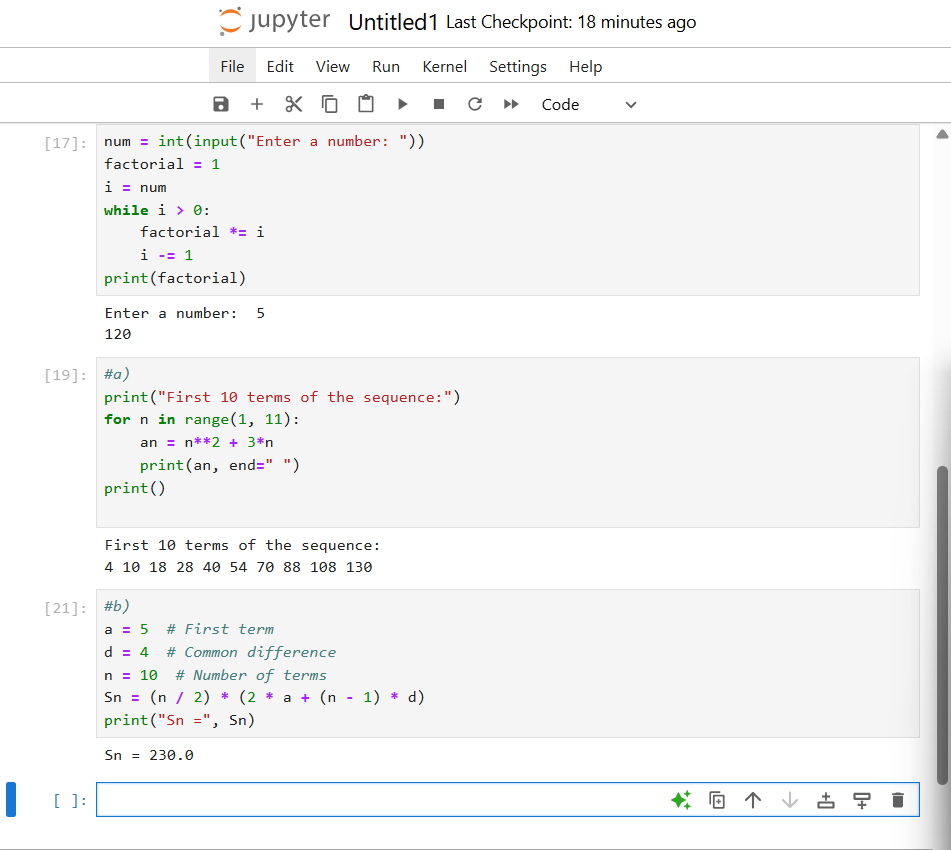 jupyter Untitled1 Last Checkpoint: 18 minutes ago
File Edit View Run Kernel Settings Help
Code
[17]: num = int(input("Enter a number: "))
factorial = 1
i = num
while i > 0:
    factorial *= i
    i -= 1
print(factorial)
Enter a number:  5
120
[19]: #a)
print("First 10 terms of the sequence:")
for n in range(1, 11):
    an = n**2 + 3*n
    print(an, end=" ")
print()
First 10 terms of the sequence:
4 10 18 28 40 54 70 88 108 130
[21]: #b)
a = 5  # First term
d = 4  # Common difference
n = 10  # Number of terms
Sn = (n / 2) * (2 * a + (n - 1) * d)
print("Sn =", Sn)
Sn = 230.0
[ ]: